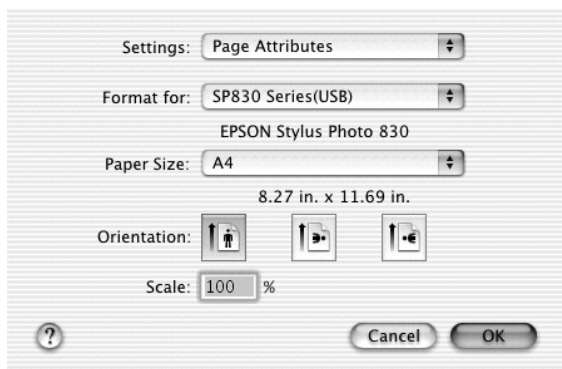 Settings: Page Attributes
Format for: SP830 Series(USB)
EPSON Stylus Photo 830
Paper Size: A4
8.27 in. x 11.69 in.
Orientation:
Scale: 100 %
? Cancel OK